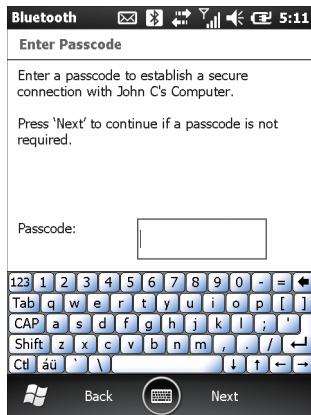 Bluetooth 5:11
Enter Passcode
Enter a passcode to establish a secure
connection with John C's Computer.
Press 'Next' to continue if a passcode is not
required.
Passcode:
123 1 2 3 4 5 6 7 8 9 0 - =
Tab q w e r t y u i o p [ ]
CAP a s d f g h j k l ; '
Shift z x c v b n m , . /
Ctl áü ` \
Back Next